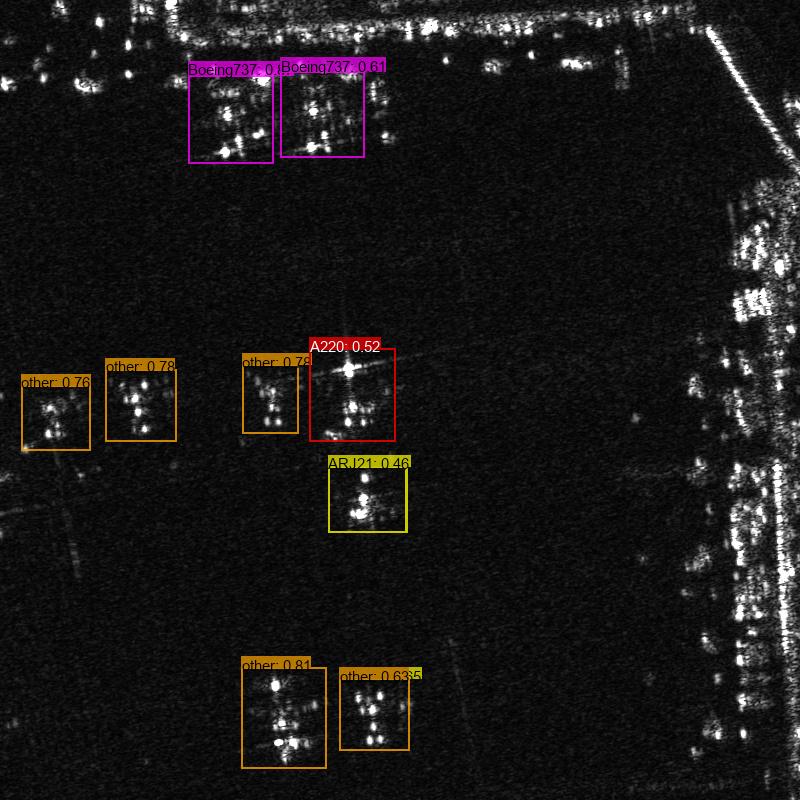 Boeing737: 0.
Boeing737: 0.61
A220: 0.52
other: 0.78
other: 0.78
other: 0.76
ARJ21: 0.46
other: 0.81
other: 0.63